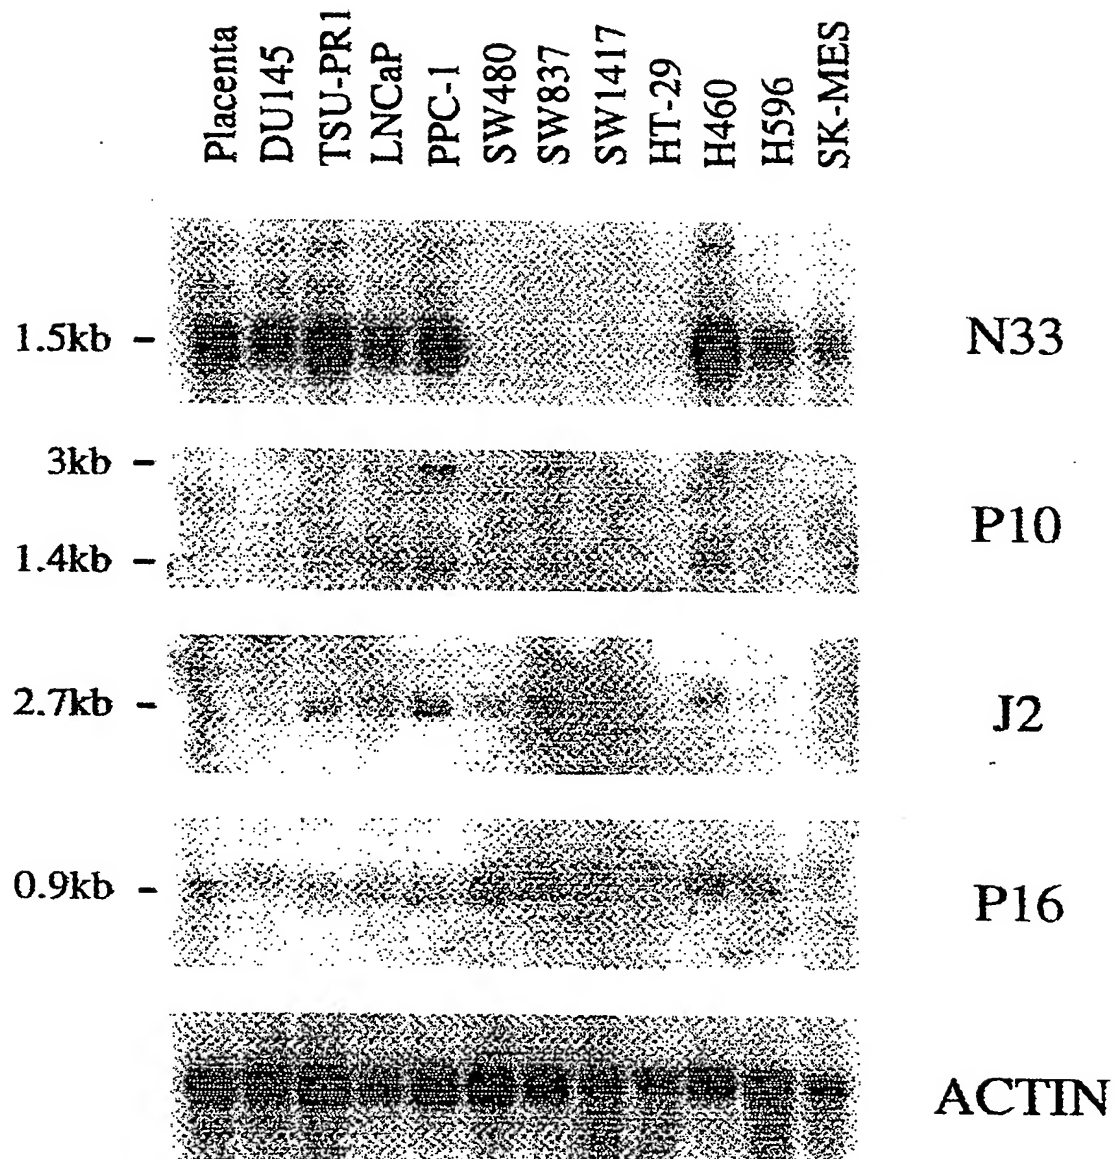 Placenta
DU145
TSU-PR1
LNCaP
PPC-1
SW480
SW837
SW1417
HT-29
H460
H596
SK-MES
1.5kb - N33
3kb -
P10
1.4kb -
2.7kb - J2
0.9kb - P16
ACTIN